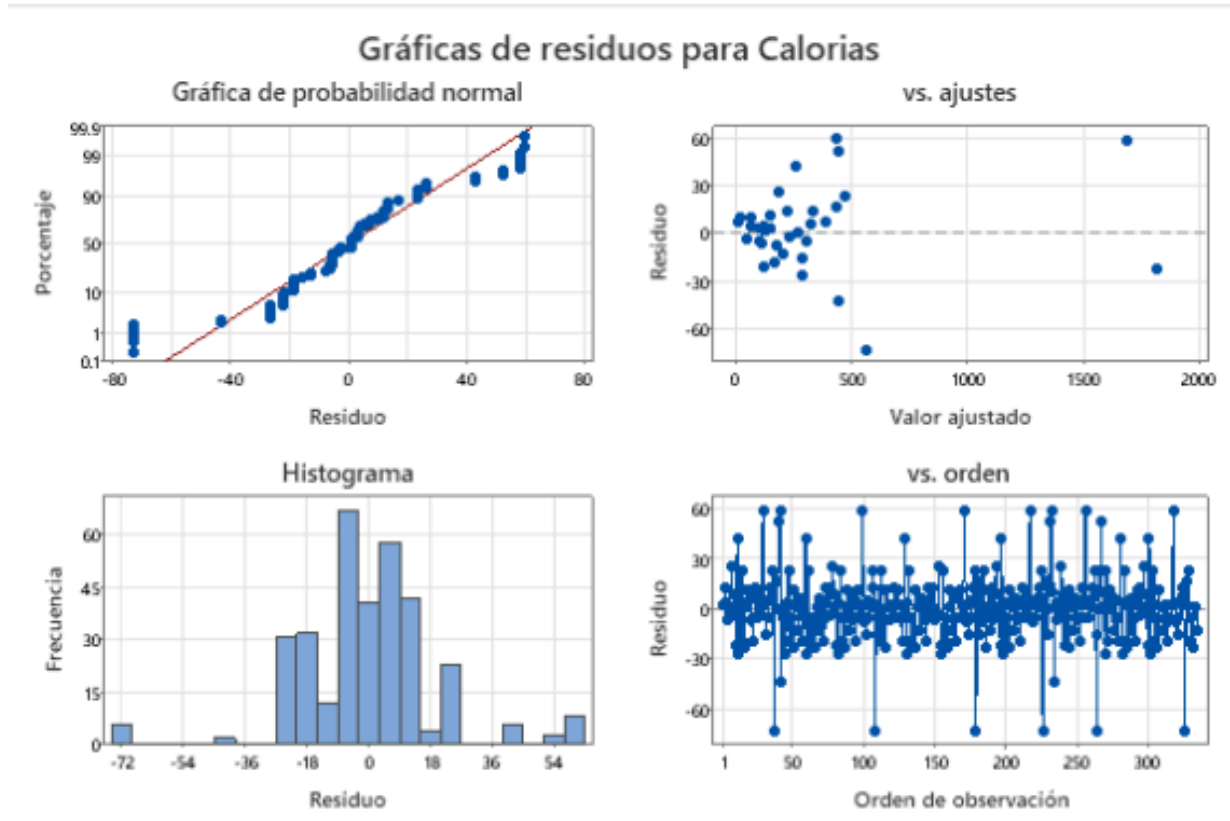 Gráficas de residuos para Calorias
Gráfica de probabilidad normal
99.9
99
90
50
10
1
0.1
Porcentaje
-80 -40 0 40 80
Residuo
vs. ajustes
60
30
0
-30
-60
Residuo
0 500 1000 1500 2000
Valor ajustado
Histograma
60
45
30
15
0
Frecuencia
-72 -54 -36 -18 0 18 36 54
Residuo
vs. orden
60
30
0
-30
-60
Residuo
1 50 100 150 200 250 300
Orden de observación